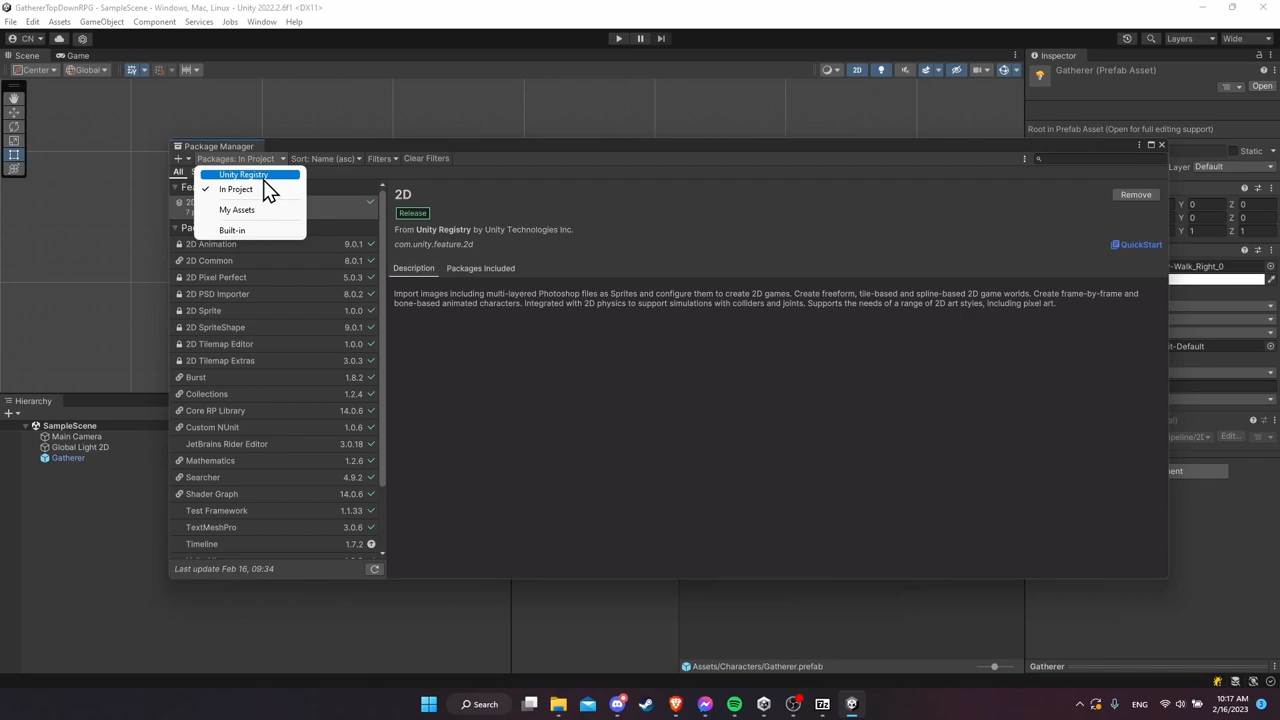 GathererTopDownRPG - SampleScene - Windows, Mac, Linux - Unity 2022.2.6f1 <DX11>
File Edit Assets GameObject Component Services Jobs Window Help
CN Layers Wide
Scene Game Inspector
Center Global 2D Gatherer (Prefab Asset)
Open
Root in Prefab Asset (Open for full editing support)
Package Manager Static
Packages: In Project Sort: Name (asc) Filters Clear Filters
Layer Default
All
Unity Registry
In Project
My Assets
Built-in
2D
Remove
Release
From Unity Registry by Unity Technologies Inc.
com.unity.feature.2d
QuickStart
Description Packages Included
Import images including multi-layered Photoshop files as Sprites and configure them to create 2D games. Create freeform, tile-based and spline-based 2D game worlds. Create frame-by-frame and
bone-based animated characters. Integrated with 2D physics to support simulations with colliders and joints. Supports the needs of a range of 2D art styles, including pixel art.
2D Animation 9.0.1
2D Common 8.0.1
2D Pixel Perfect 5.0.3
2D PSD Importer 8.0.2
2D Sprite 1.0.0
2D SpriteShape 9.0.1
2D Tilemap Editor 1.0.0
2D Tilemap Extras 3.0.3
Burst 1.8.2
Collections 1.2.4
Core RP Library 14.0.6
Custom NUnit 1.0.6
JetBrains Rider Editor 3.0.18
Mathematics 1.2.6
Searcher 4.9.2
Shader Graph 14.0.6
Test Framework 1.1.33
TextMeshPro 3.0.6
Timeline 1.7.2
Last update Feb 16, 09:34
Y 0 Z 0
Y 0 Z 0
Y 1 Z 1
-Walk_Right_0
it-Default
Edit...
Hierarchy
SampleScene
Main Camera
Global Light 2D
Gatherer
Assets/Characters/Gatherer.prefab
Gatherer
Search
10:17 AM
2/16/2023